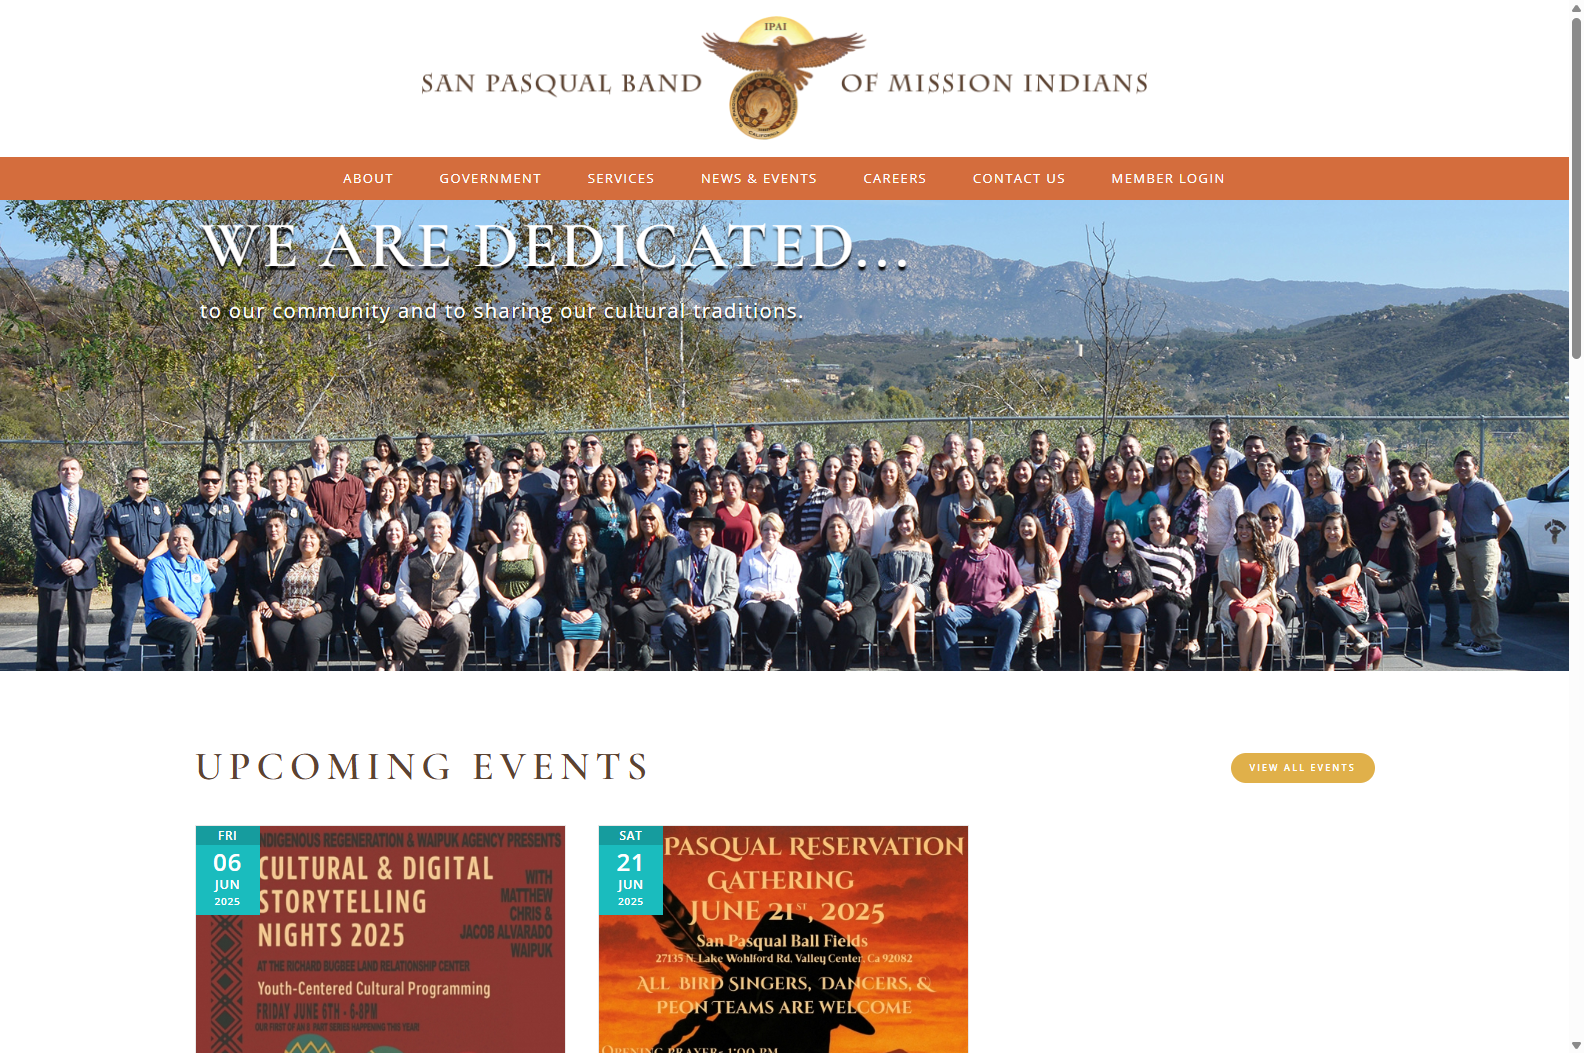 IPAI
SAN PASQUAL BAND
OF MISSION INDIANS
CALIFORNIA
ABOUT
GOVERNMENT
SERVICES
NEWS & EVENTS
CAREERS
CONTACT US
MEMBER LOGIN
WE ARE DEDICATED...
to our community and to sharing our cultural traditions.
UPCOMING EVENTS
VIEW ALL EVENTS
FRI
06
JUN
2025
INDIGENOUS REGENERATION & WAIPUK AGENCY PRESENTS
CULTURAL & DIGITAL
STORYTELLING
NIGHTS 2025
WITH
MATTHEW
CHRIS &
JACOB ALVARADO
WAIPUK
AT THE RICHARD BUGBEE LAND RELATIONSHIP CENTER
Youth-Centered Cultural Programming
FRIDAY JUNE 6TH - 6-8PM
OUR FIRST OF AN 8 PART SERIES HAPPENING THIS YEAR!
SAT
21
JUN
2025
PASQUAL RESERVATION
GATHERING
JUNE 21ST, 2025
San Pasqual Ball Fields
27135 N. Lake Wohlford Rd. Valley Center, Ca 92082
ALL BIRD SINGERS, DANCERS, &
PEON TEAMS ARE WELCOME
OPENING PRAYER- 1:00 PM